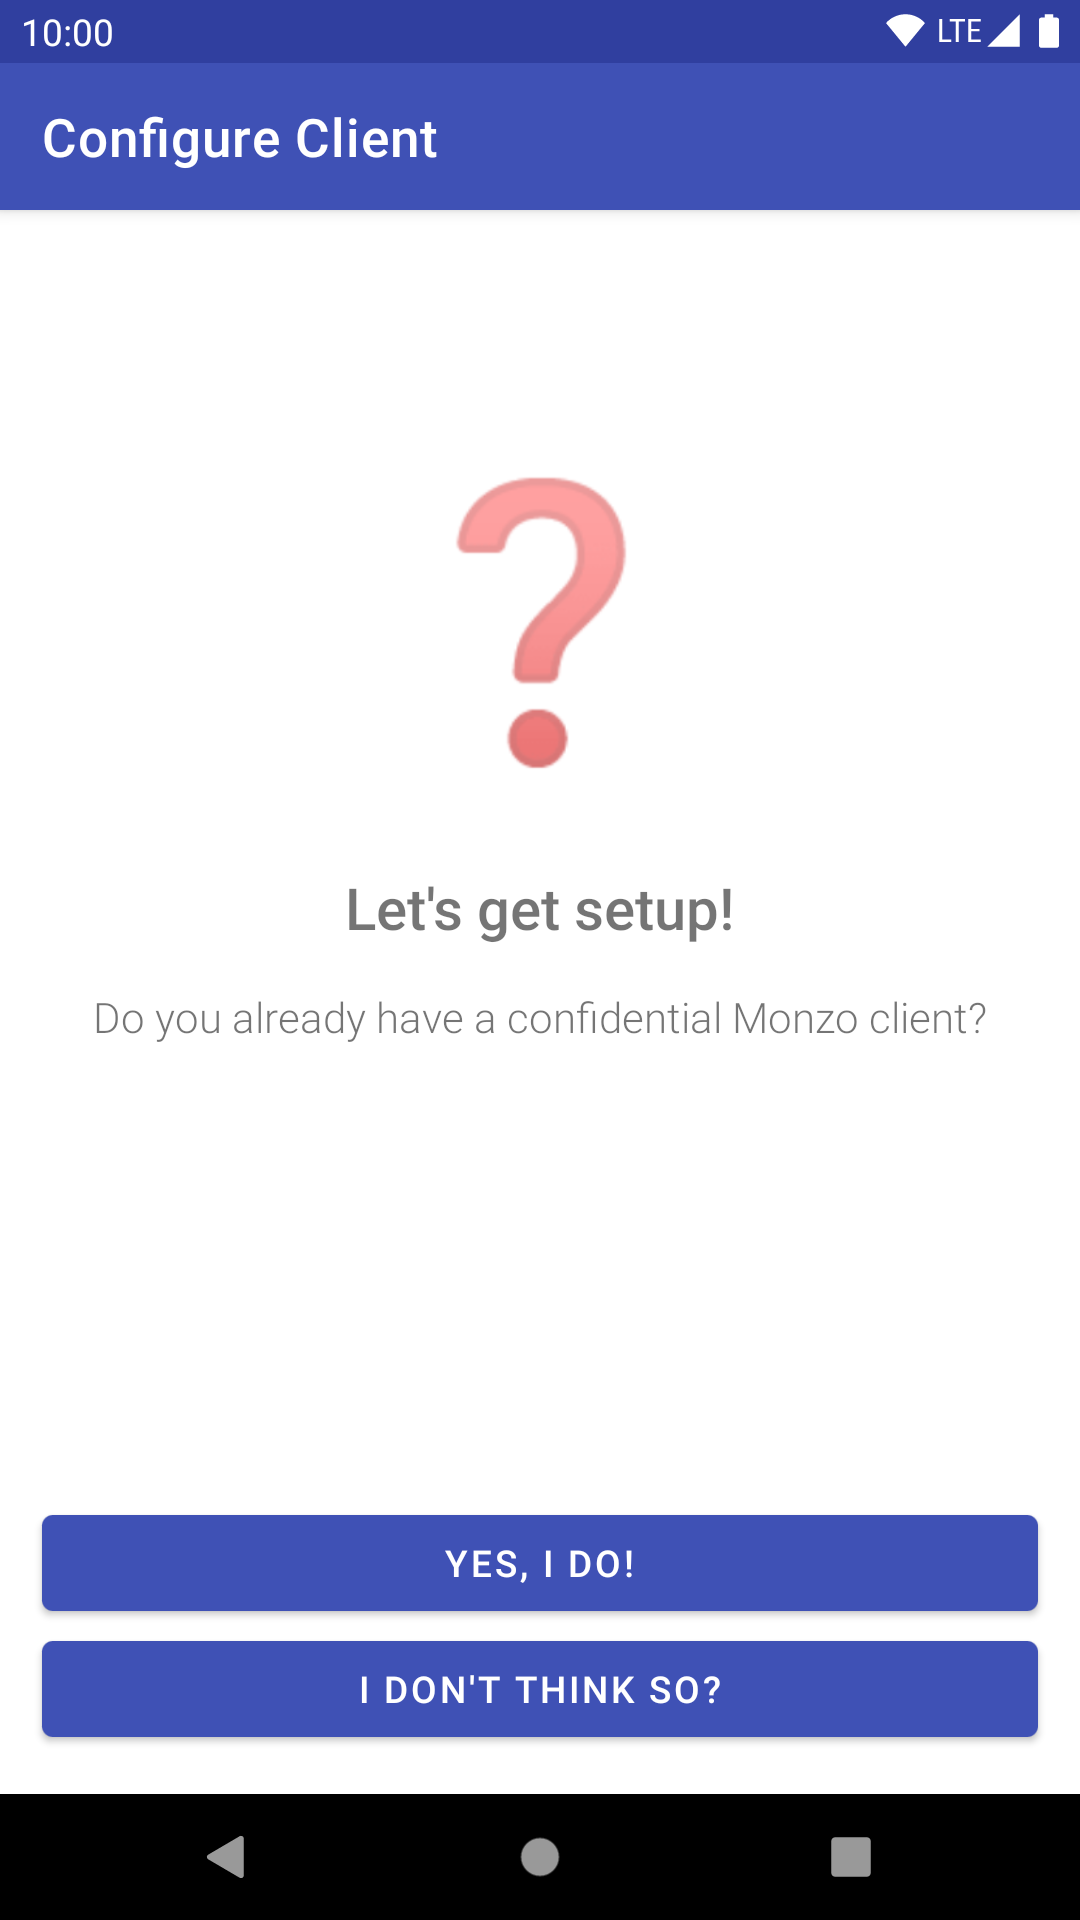 10:00
LTE
Configure Client
Let's get setup!
Do you already have a confidential Monzo client?
YES, I DO!
I DON'T THINK SO?